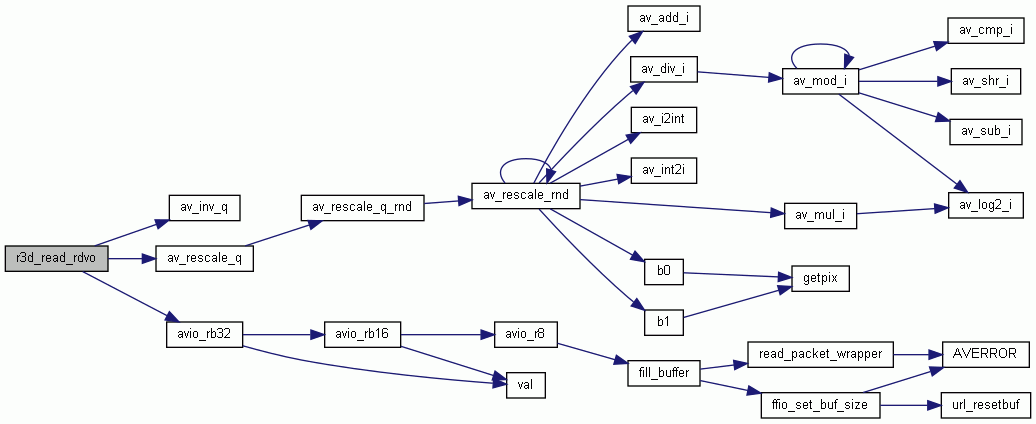 av_add_i
av_cmp_i
av_div_i
av_mod_i
av_shr_i
av_i2int
av_sub_i
av_int2i
av_rescale_rnd
av_inv_q
av_rescale_q_rnd
av_mul_i
av_log2_i
r3d_read_rdvo
av_rescale_q
b0
getpix
b1
avio_rb32
avio_rb16
avio_r8
read_packet_wrapper
AVERROR
fill_buffer
val
ffio_set_buf_size
url_resetbuf